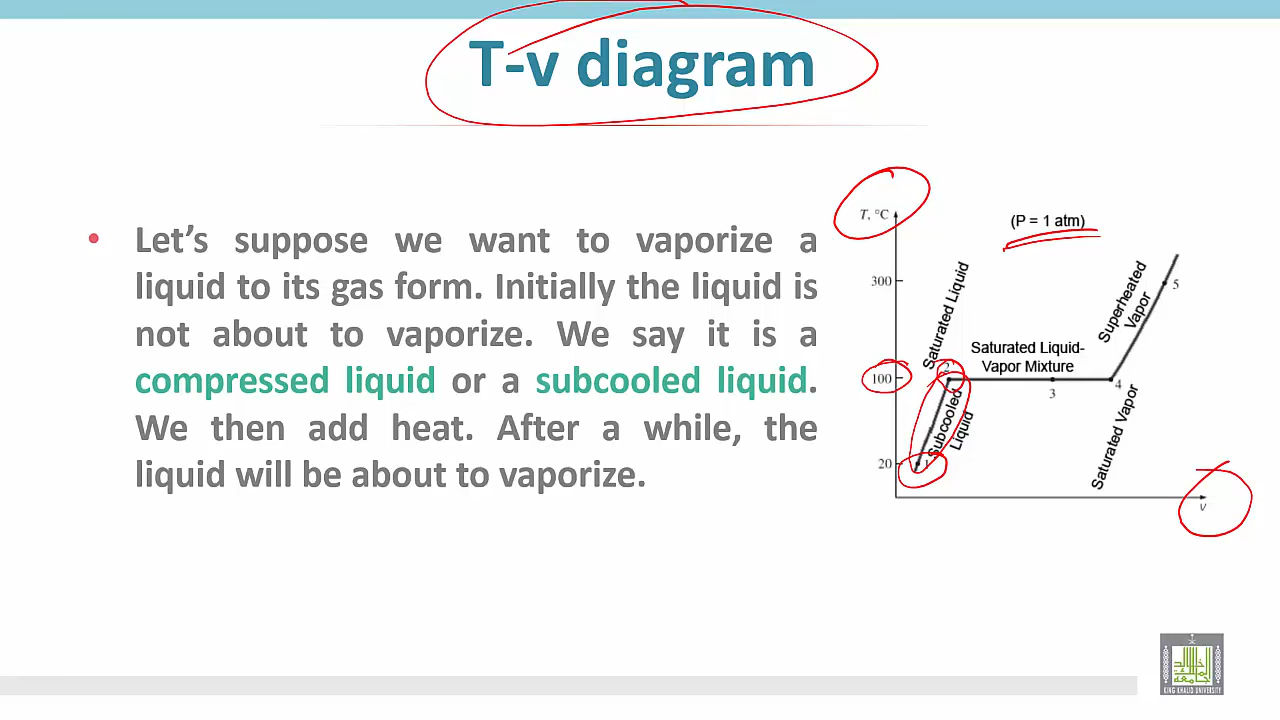 T-v diagram
• Let's suppose we want to vaporize a
liquid to its gas form. Initially the liquid is
not about to vaporize. We say it is a
compressed liquid or a subcooled liquid.
We then add heat. After a while, the
liquid will be about to vaporize.
T, °C
(P = 1 atm)
300
100
20
Saturated Liquid
Subcooled
Liquid
Saturated Liquid-
Vapor Mixture
Superheated
Vapor
Saturated Vapor
1
2
3
4
5
v
KING KHALID UNIVERSITY